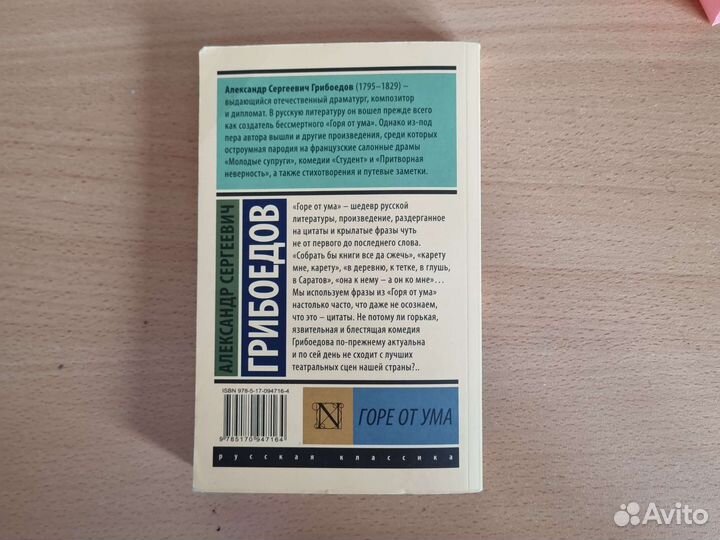 Александр Сергеевич Грибоедов (1795–1829) –
выдающийся отечественный драматург, композитор
и дипломат. В русскую литературу он вошел прежде всего
как создатель бессмертного «Горя от ума». Однако из-под
пера автора вышли и другие произведения, среди которых
остроумная пародия на французские салонные драмы
«Молодые супруги», комедии «Студент» и «Притворная
неверность», а также стихотворения и путевые заметки.
АЛЕКСАНДР СЕРГЕЕВИЧ
ГРИБОЕДОВ
«Горе от ума» – шедевр русской
литературы, произведение, раздерганное
на цитаты и крылатые фразы чуть
не от первого до последнего слова.
«Собрать бы книги все да сжечь», «карету
мне, карету», «в деревню, к тетке, в глушь,
в Саратов», «она к нему – а он ко мне»…
Мы используем фразы из «Горя от ума»
настолько часто, что даже не осознаем,
что это – цитаты. Не потому ли горькая,
язвительная и блестящая комедия
Грибоедова по-прежнему актуальна
и по сей день не сходит с лучших
театральных сцен нашей страны?..
ISBN 978-5-17-094716-4
9 785170 947164
N
ГОРЕ ОТ УМА
русская классика
Avito